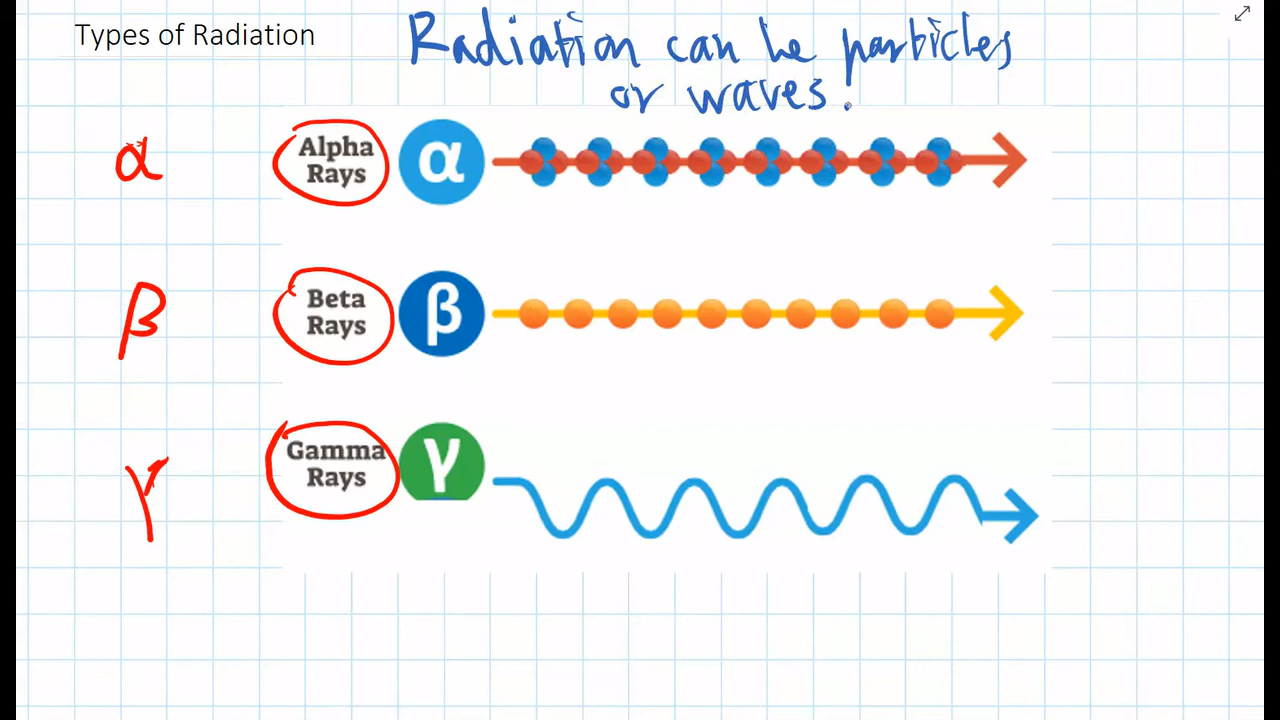 Types of Radiation
Radiation can be particles
or waves.
α
Alpha
Rays
α
β
Beta
Rays
β
γ
Gamma
Rays
γ